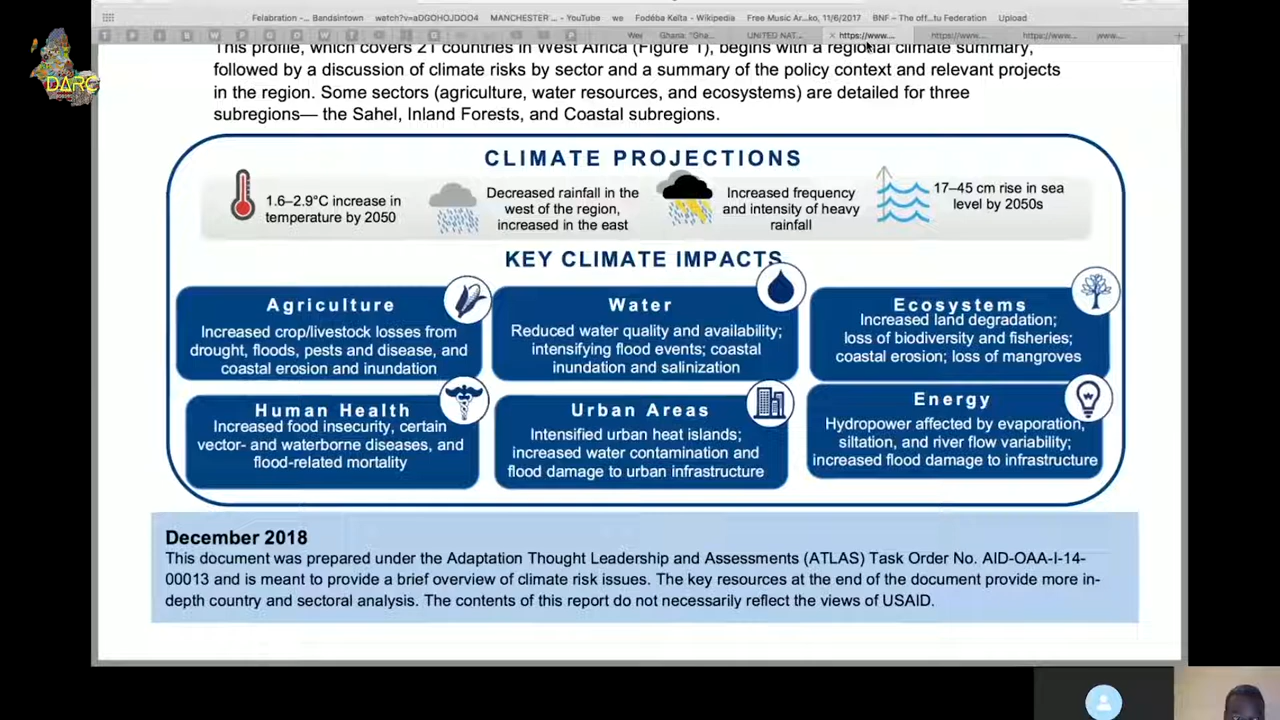 Felabration -... Bandsintown watch?v=aDGOHOJDOO4 MANCHESTER ... - YouTube we Fodéba Keïta - Wikipedia Free Music Ar...ko, 11/6/2017 BNF – The off...tu Federation Upload
Ghana: "Gha... UNITED NAT... × https://www.... https://www.... https://www.... www.... +
DARC
This profile, which covers 21 countries in West Africa (Figure 1), begins with a regional climate summary,
followed by a discussion of climate risks by sector and a summary of the policy context and relevant projects
in the region. Some sectors (agriculture, water resources, and ecosystems) are detailed for three
subregions— the Sahel, Inland Forests, and Coastal subregions.
CLIMATE PROJECTIONS
1.6–2.9°C increase in
temperature by 2050
Decreased rainfall in the
west of the region,
increased in the east
Increased frequency
and intensity of heavy
rainfall
17–45 cm rise in sea
level by 2050s
KEY CLIMATE IMPACTS
Agriculture
Increased crop/livestock losses from
drought, floods, pests and disease, and
coastal erosion and inundation
Water
Reduced water quality and availability;
intensifying flood events; coastal
inundation and salinization
Ecosystems
Increased land degradation;
loss of biodiversity and fisheries;
coastal erosion; loss of mangroves
Human Health
Increased food insecurity, certain
vector- and waterborne diseases, and
flood-related mortality
Urban Areas
Intensified urban heat islands;
increased water contamination and
flood damage to urban infrastructure
Energy
Hydropower affected by evaporation,
siltation, and river flow variability;
increased flood damage to infrastructure
December 2018
This document was prepared under the Adaptation Thought Leadership and Assessments (ATLAS) Task Order No. AID-OAA-I-14-
00013 and is meant to provide a brief overview of climate risk issues. The key resources at the end of the document provide more in-
depth country and sectoral analysis. The contents of this report do not necessarily reflect the views of USAID.